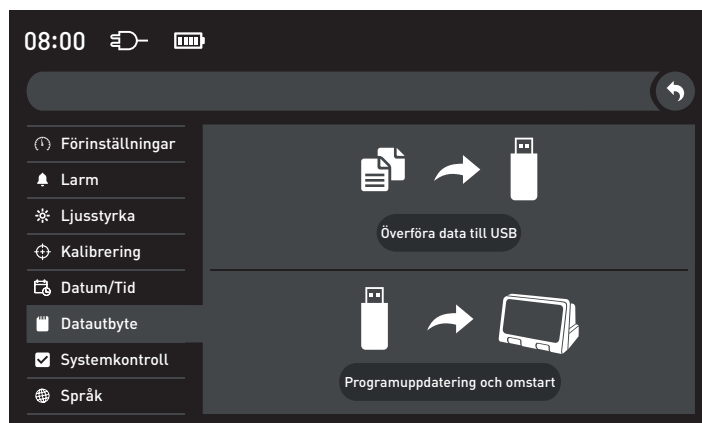 08:00
Förinställningar
Larm
Ljusstyrka
Kalibrering
Datum/Tid
Datautbyte
Systemkontroll
Språk
Överföra data till USB
Programuppdatering och omstart